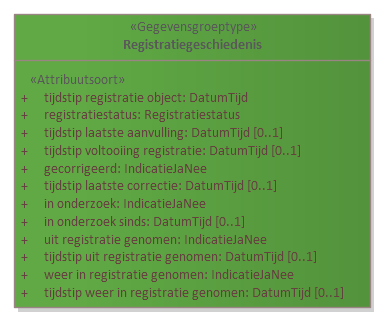 «Gegevensgroeptype»
Registratiegeschiedenis
«Attribuutsoort»
+ tijdstip registratie object: DatumTijd
+ registratiestatus: Registratiestatus
+ tijdstip laatste aanvulling: DatumTijd [0..1]
+ tijdstip voltooiing registratie: DatumTijd [0..1]
+ gecorrigeerd: IndicatieJaNee
+ tijdstip laatste correctie: DatumTijd [0..1]
+ in onderzoek: IndicatieJaNee
+ in onderzoek sinds: DatumTijd [0..1]
+ uit registratie genomen: IndicatieJaNee
+ tijdstip uit registratie genomen: DatumTijd [0..1]
+ weer in registratie genomen: IndicatieJaNee
+ tijdstip weer in registratie genomen: DatumTijd [0..1]